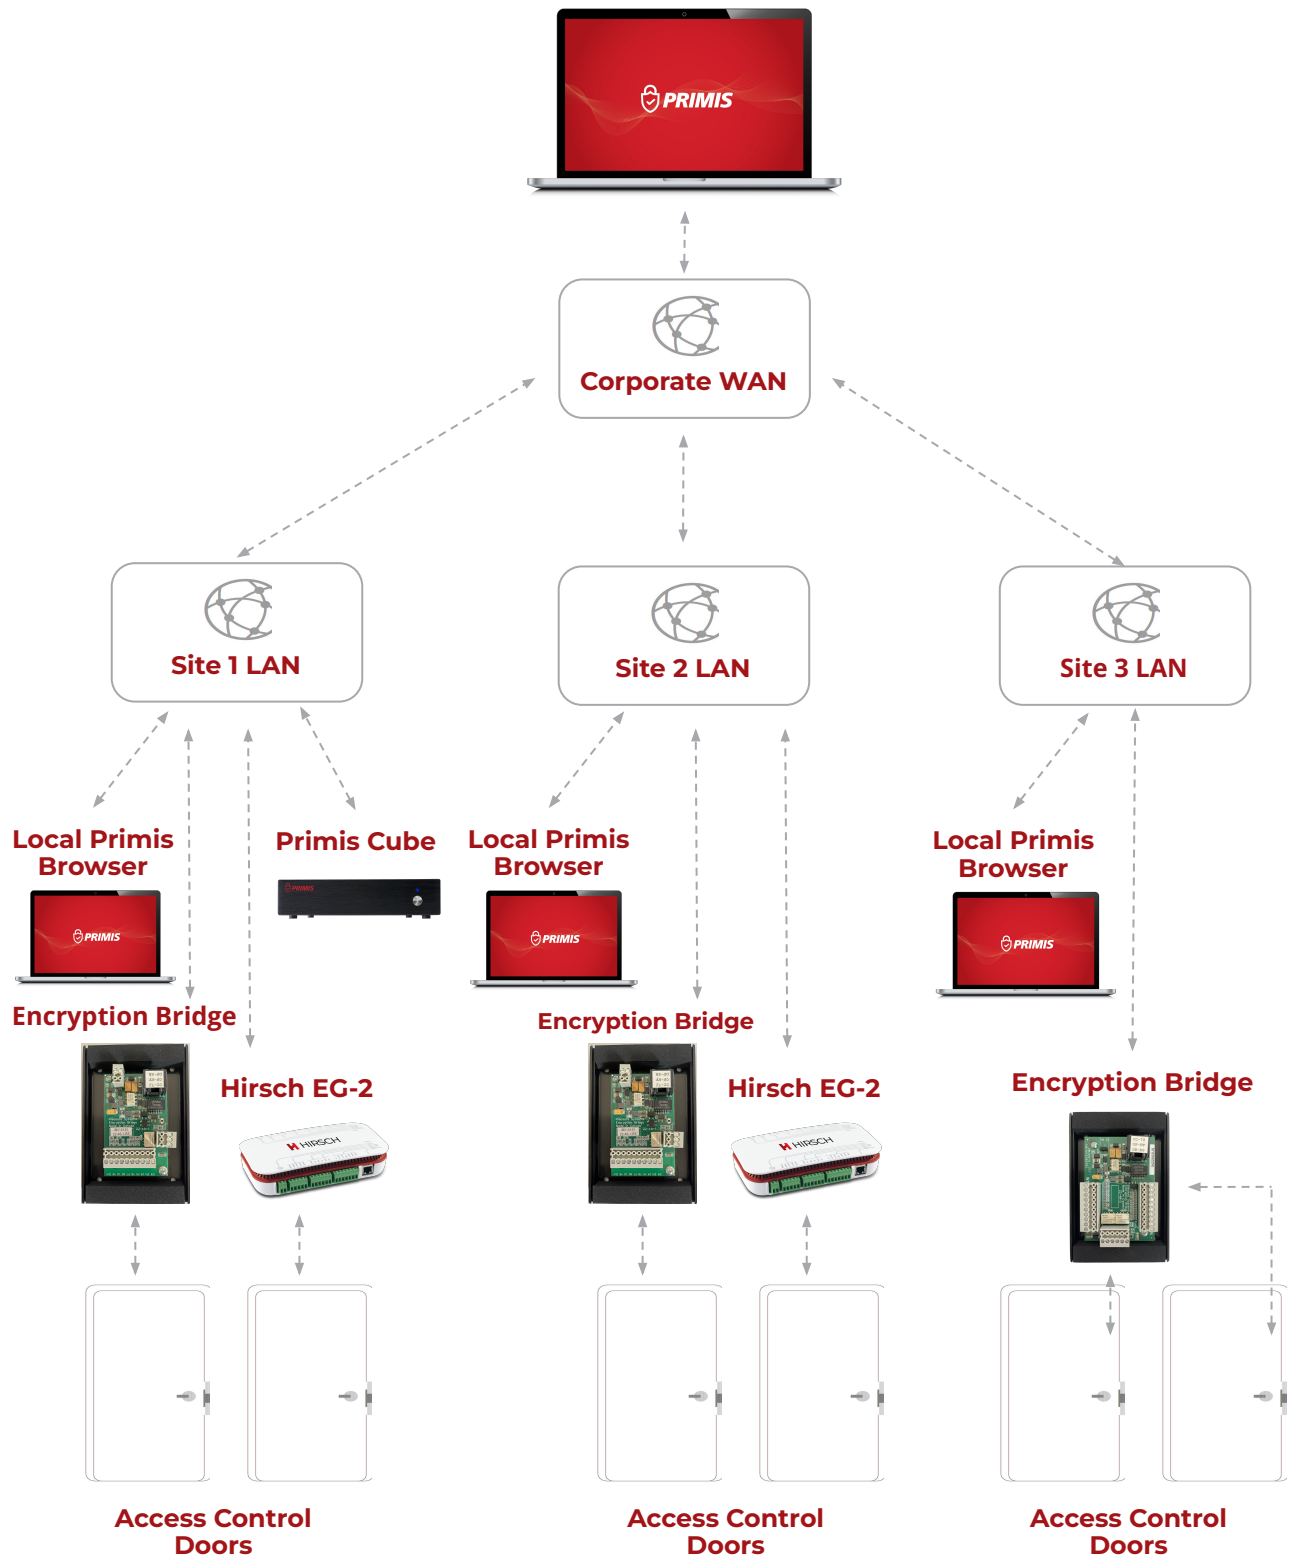 PRIMIS
Corporate WAN
Site 1 LAN
Site 2 LAN
Site 3 LAN
Local Primis
Browser
PRIMIS
Primis Cube
PRIMIS
Local Primis
Browser
PRIMIS
Local Primis
Browser
PRIMIS
Encryption Bridge
Hirsch EG-2
HIRSCH
Encryption Bridge
Hirsch EG-2
HIRSCH
Encryption Bridge
Access Control
Doors
Access Control
Doors
Access Control
Doors